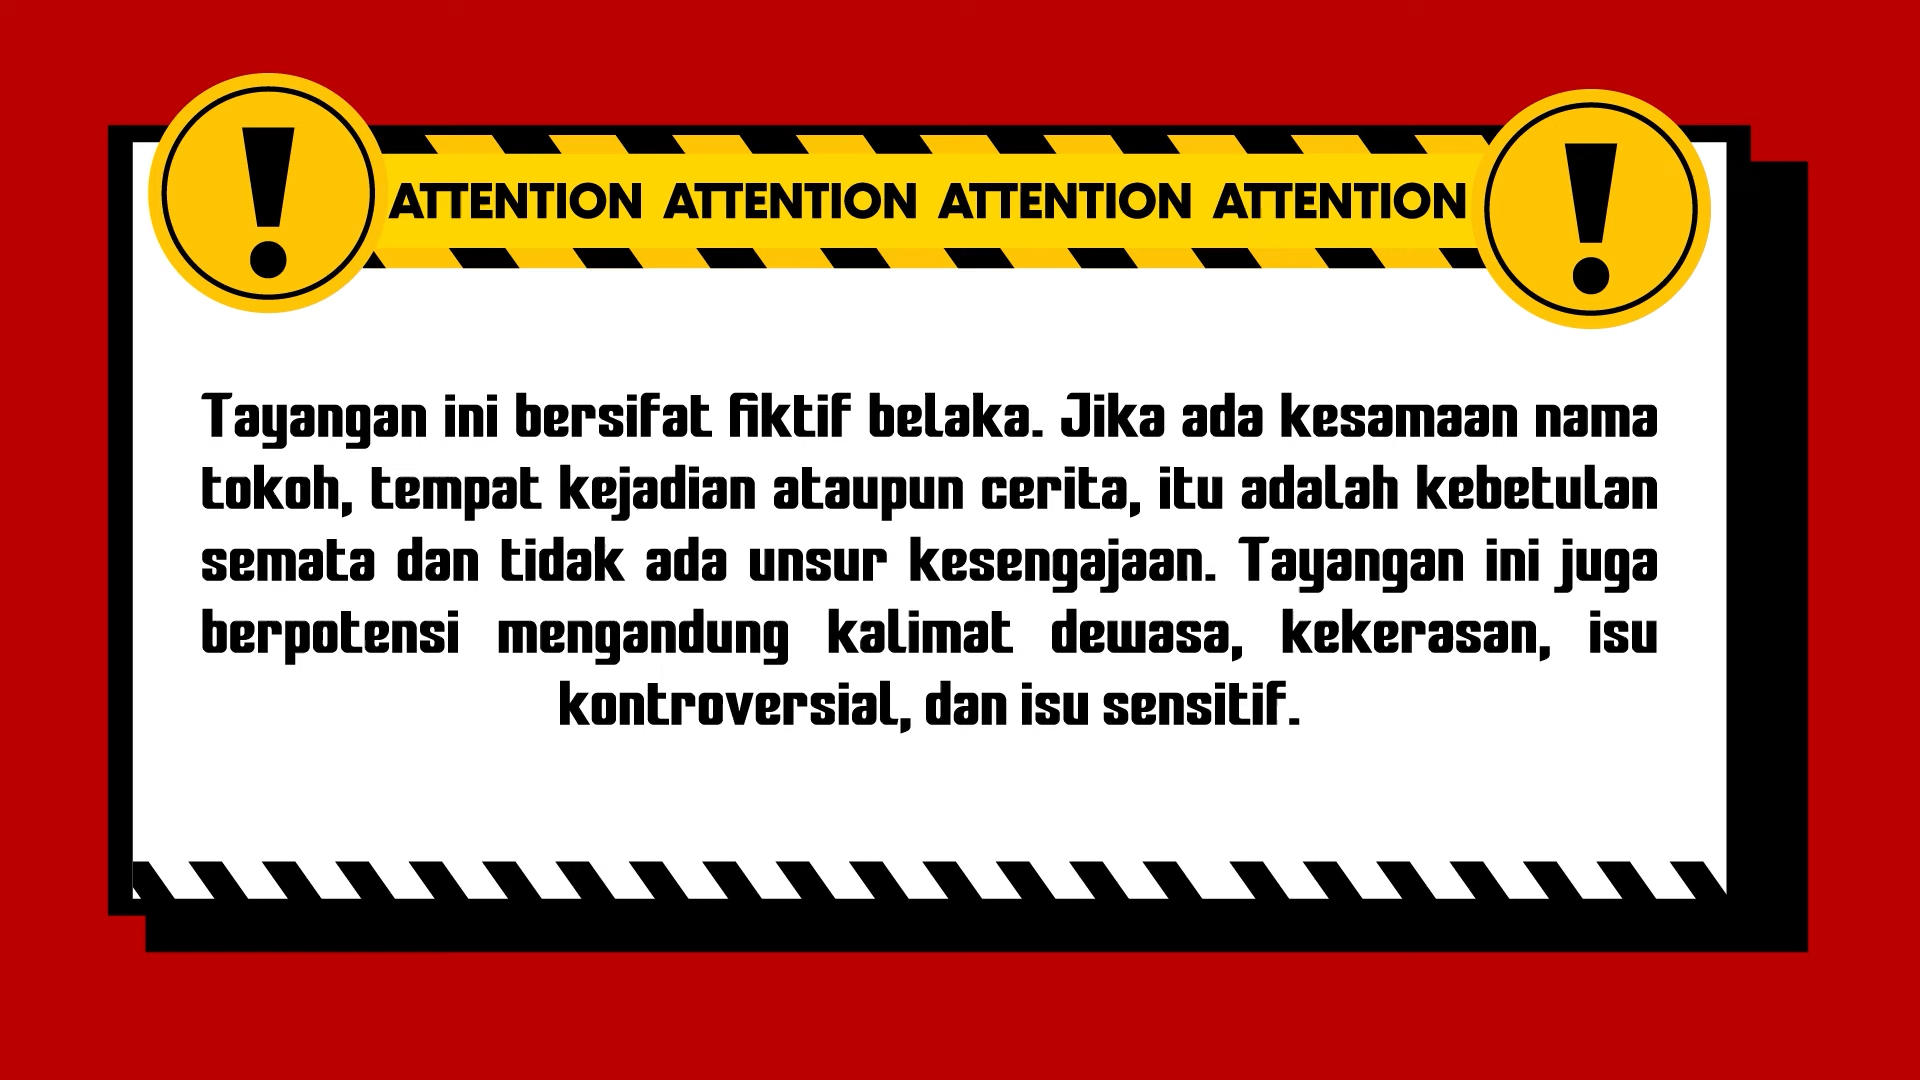 ATTENTION ATTENTION ATTENTION ATTENTION
Tayangan ini bersifat fiktif belaka. Jika ada kesamaan nama
tokoh, tempat kejadian ataupun cerita, itu adalah kebetulan
semata dan tidak ada unsur kesengajaan. Tayangan ini juga
berpotensi mengandung kalimat dewasa, kekerasan, isu
kontroversial, dan isu sensitif.